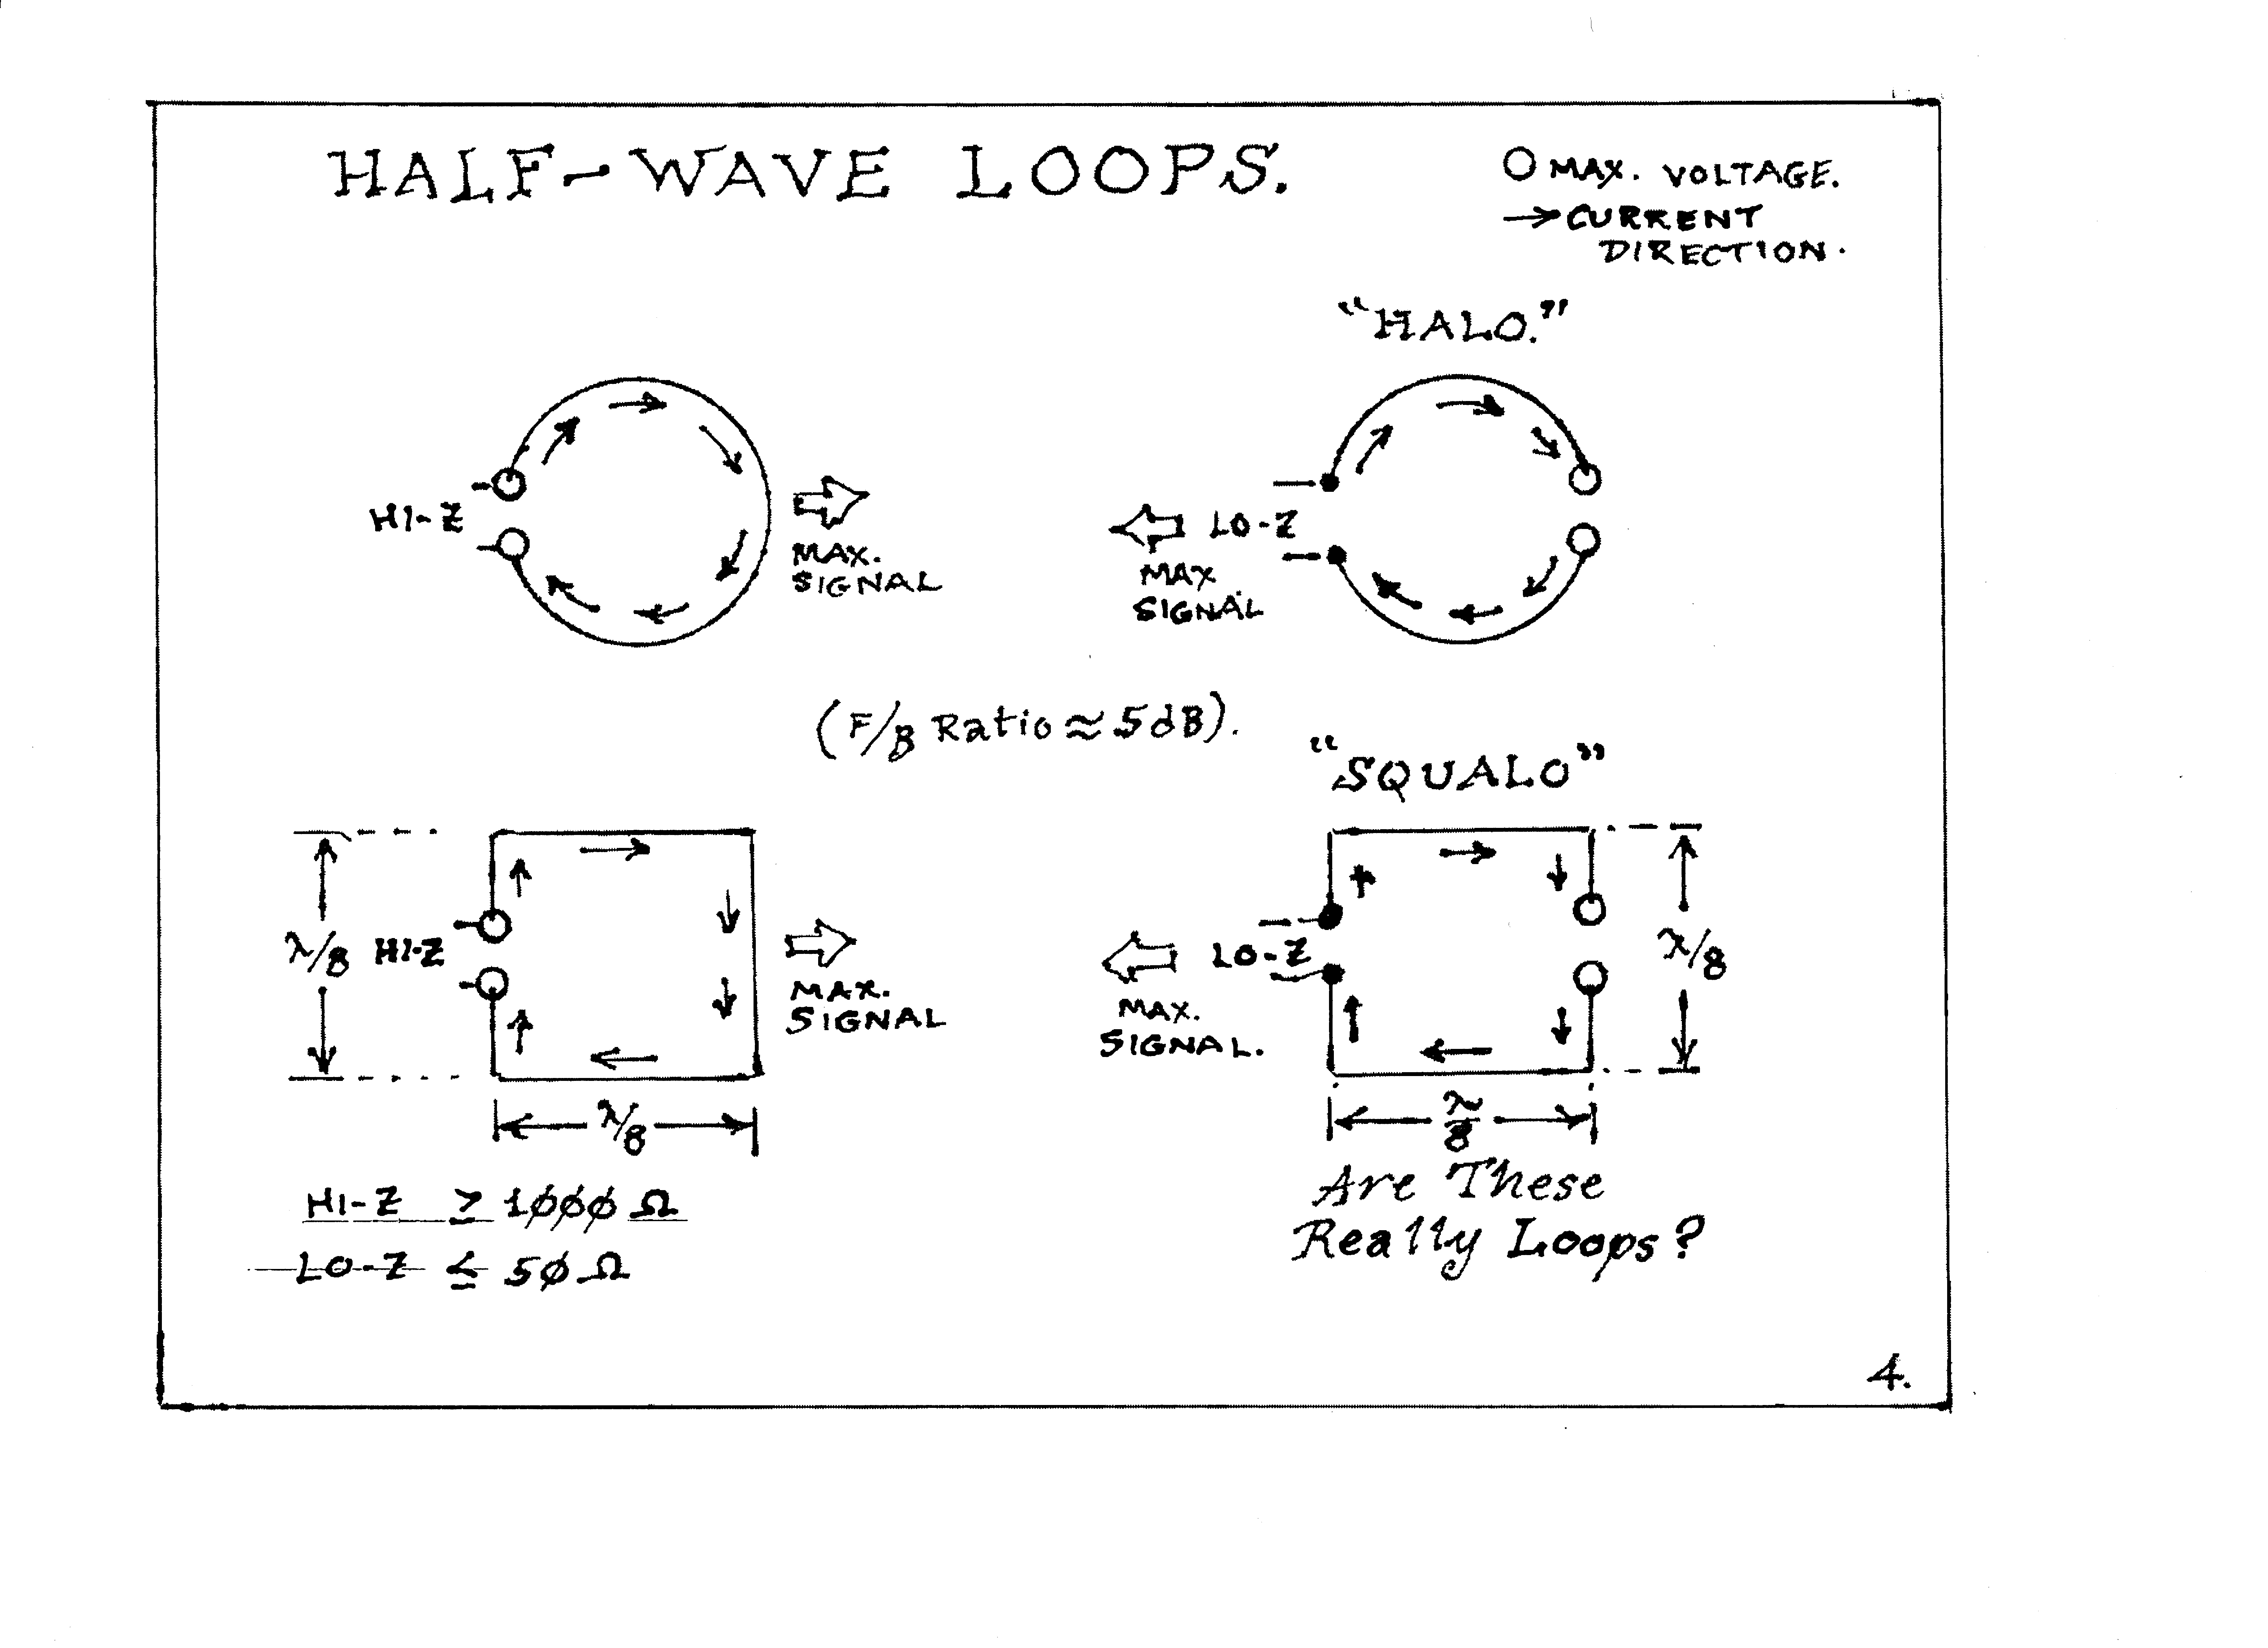 HALF-WAVE LOOPS.
MAX. VOLTAGE.
→ CURRENT
DIRECTION.
"HALO."
HI-Z
MAX.
SIGNAL
LO-Z
MAX
SIGNAL
(F/B Ratio ≈ 5dB).
"SQUALO"
λ/8
HI-Z
MAX.
SIGNAL
LO-Z
MAX.
SIGNAL.
λ/8
λ/8
λ/8
HI-Z ≥ 1000 Ω
LO-Z ≤ 50 Ω
Are These
Really Loops?
4.